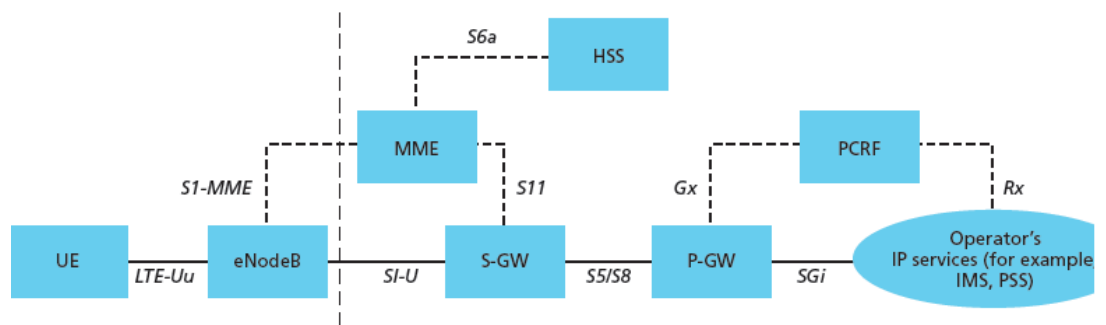 S6a
HSS
MME
PCRF
S1-MME
S11
Gx
Rx
UE
LTE-Uu
eNodeB
SI-U
S-GW
S5/S8
P-GW
SGi
Operator's
IP services (for example,
IMS, PSS)